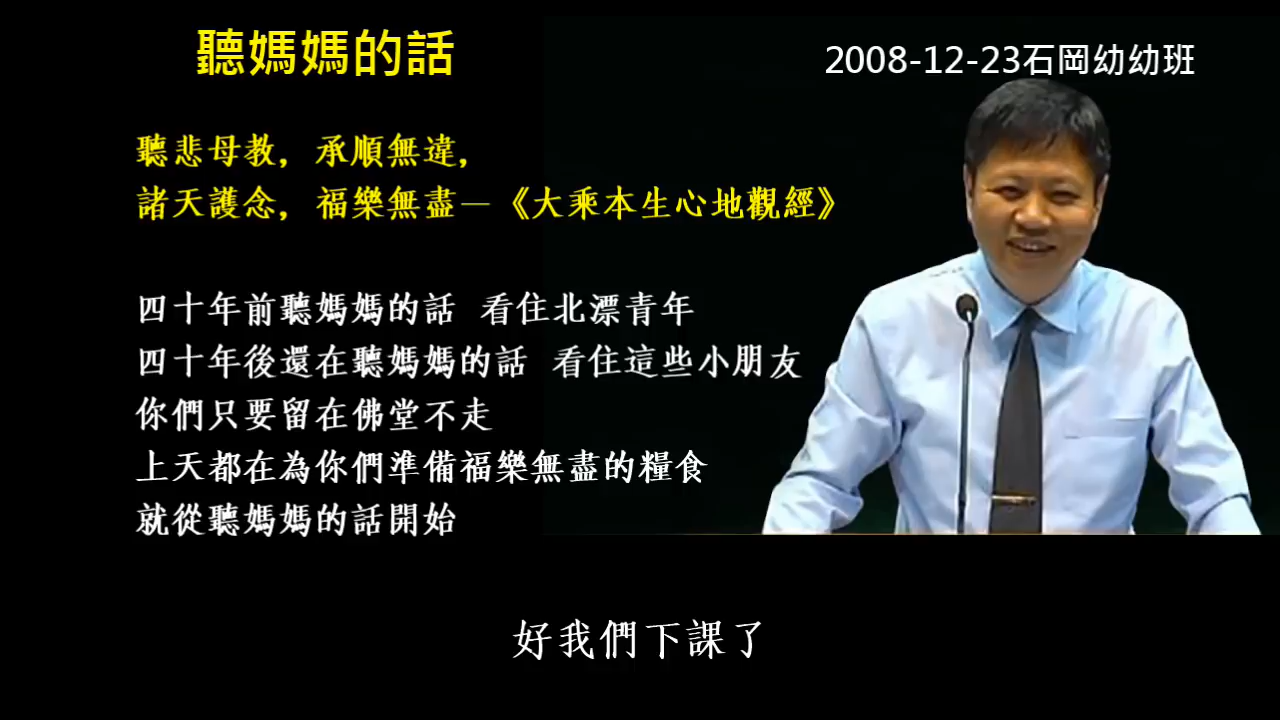 聽媽媽的話
2008-12-23石岡幼幼班
聽悲母教，承順無違，
諸天護念，福樂無盡—《大乘本生心地觀經》
四十年前聽媽媽的話 看住北漂青年
四十年後還在聽媽媽的話 看住這些小朋友
你們只要留在佛堂不走
上天都在為你們準備福樂無盡的糧食
就從聽媽媽的話開始
好我們下課了